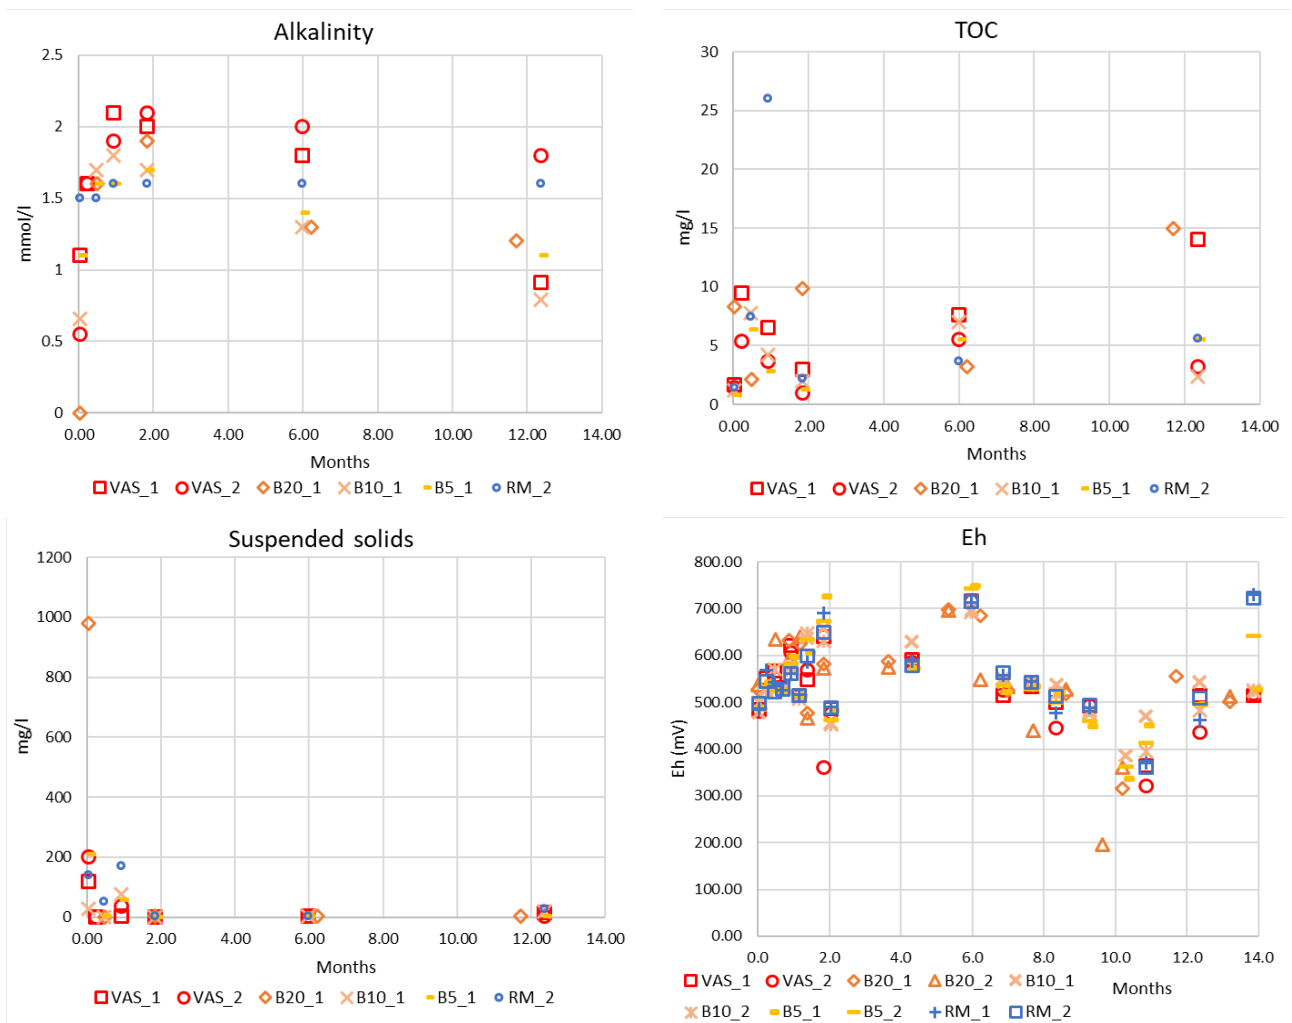 Alkalinity
2.5
2
1.5
1
0.5
0
mmol/l
0.00 2.00 4.00 6.00 8.00 10.00 12.00 14.00
Months
VAS_1 VAS_2 B20_1 B10_1 B5_1 RM_2
TOC
30
25
20
15
10
5
0
mg/l
0.00 2.00 4.00 6.00 8.00 10.00 12.00 14.00
Months
VAS_1 VAS_2 B20_1 B10_1 B5_1 RM_2
Suspended solids
1200
1000
800
600
400
200
0
mg/l
0.00 2.00 4.00 6.00 8.00 10.00 12.00 14.00
Months
VAS_1 VAS_2 B20_1 B10_1 B5_1 RM_2
Eh
800.00
700.00
600.00
500.00
400.00
300.00
200.00
100.00
0.00
Eh (mV)
0.0 2.0 4.0 6.0 8.0 10.0 12.0 14.0
Months
VAS_1 VAS_2 B20_1 B20_2 B10_1
B10_2 B5_1 B5_2 RM_1 RM_2